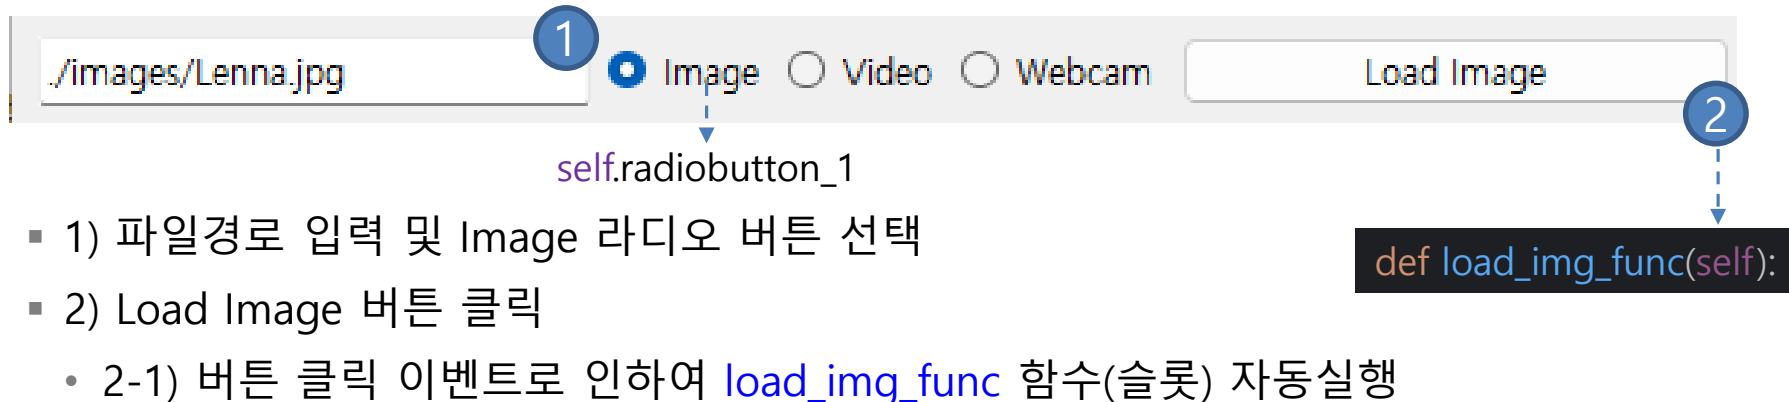 1
./images/Lenna.jpg Image Video Webcam Load Image
2
self.radiobutton_1
1) 파일경로 입력 및 Image 라디오 버튼 선택
def load_img_func(self):
2) Load Image 버튼 클릭
2-1) 버튼 클릭 이벤트로 인하여 load_img_func 함수(슬롯) 자동실행